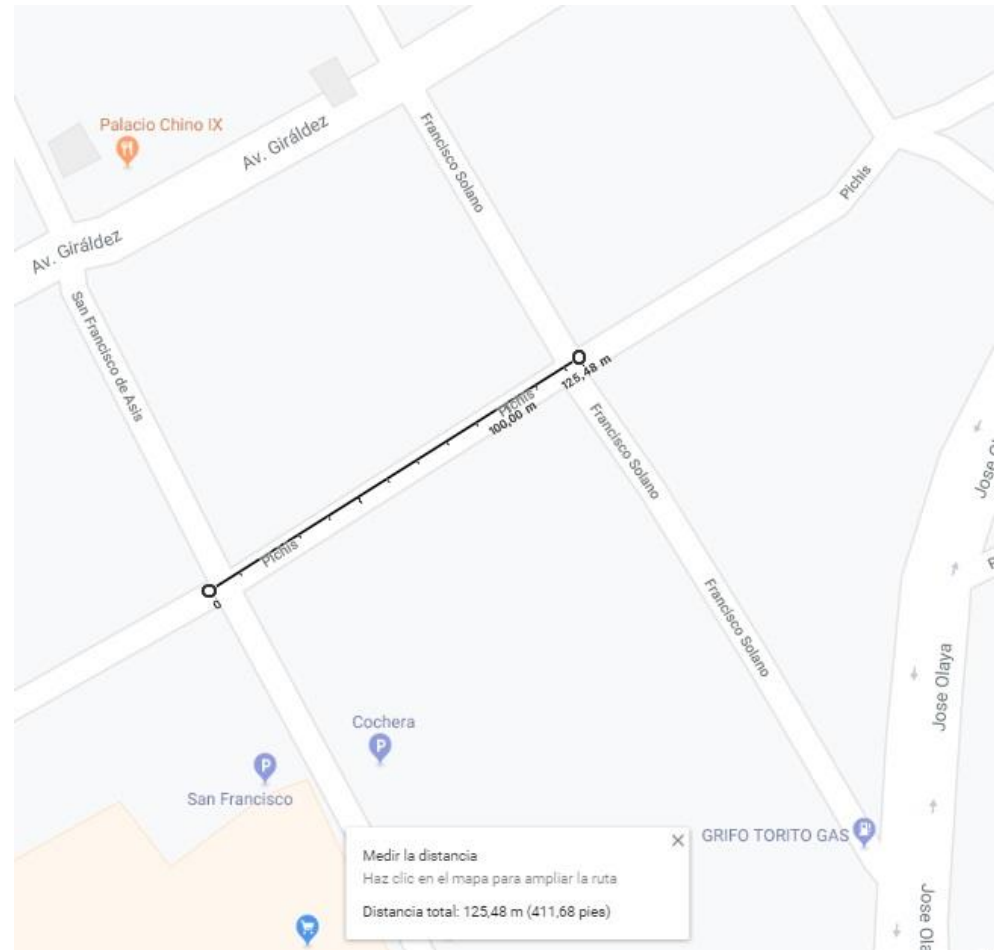 Palacio Chino IX
Av. Giráldez
Francisco Solano
Pichis
Av. Giráldez
San Francisco de Asis
125,48 m
Pichis
100,00 m
Francisco Solano
Jose
Pichis
0
Francisco Solano
Jose Olaya
Cochera
San Francisco
GRIFO TORITO GAS
Medir la distancia
Haz clic en el mapa para ampliar la ruta
Distancia total: 125,48 m (411,68 pies)
Jose Ola